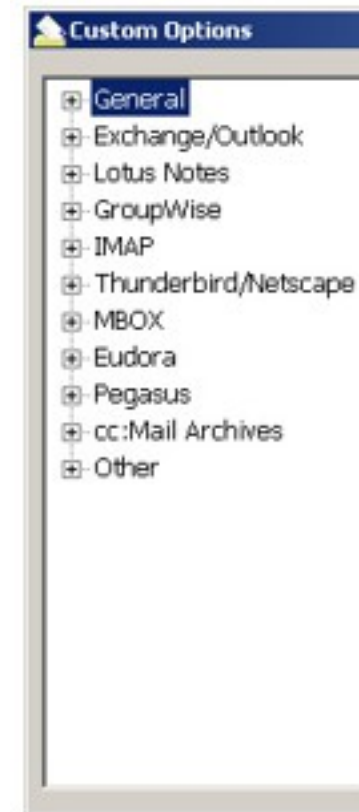 Custom Options
General
Exchange/Outlook
Lotus Notes
GroupWise
IMAP
Thunderbird/Netscape
MBOX
Eudora
Pegasus
cc:Mail Archives
Other